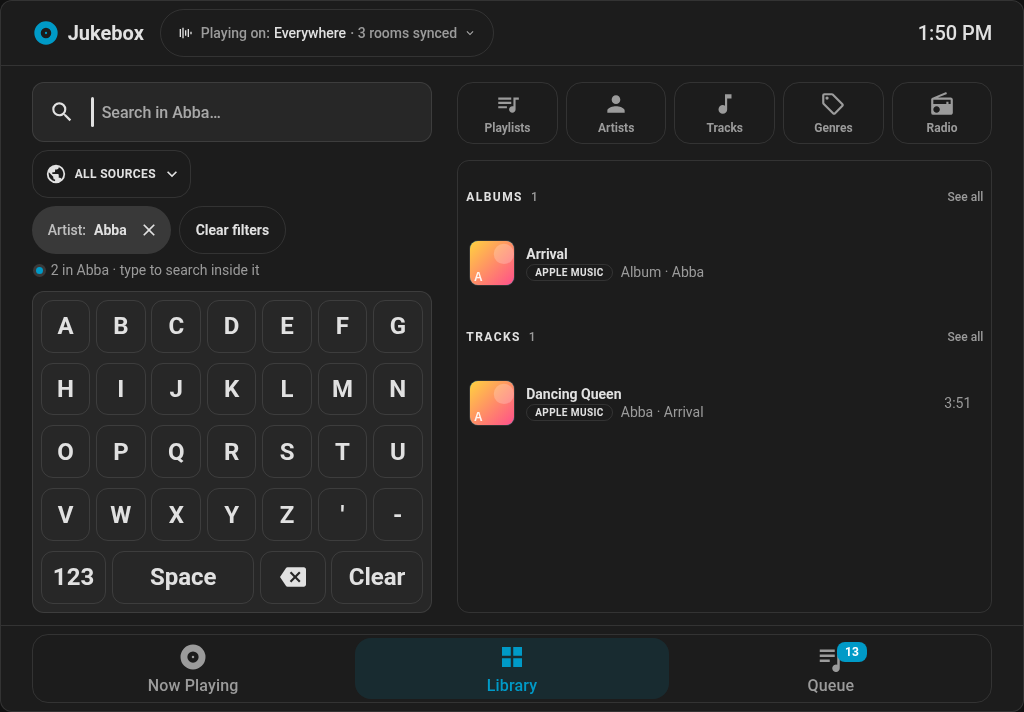 Jukebox
Playing on: Everywhere · 3 rooms synced
1:50 PM
Search in Abba...
Playlists
Artists
Tracks
Genres
Radio
ALL SOURCES
Artist: Abba
Clear filters
2 in Abba · type to search inside it
A B C D E F G
H I J K L M N
O P Q R S T U
V W X Y Z ' -
123 Space Clear
ALBUMS 1
See all
A
Arrival
APPLE MUSIC Album · Abba
TRACKS 1
See all
A
Dancing Queen
APPLE MUSIC Abba · Arrival
3:51
Now Playing
Library
13
Queue